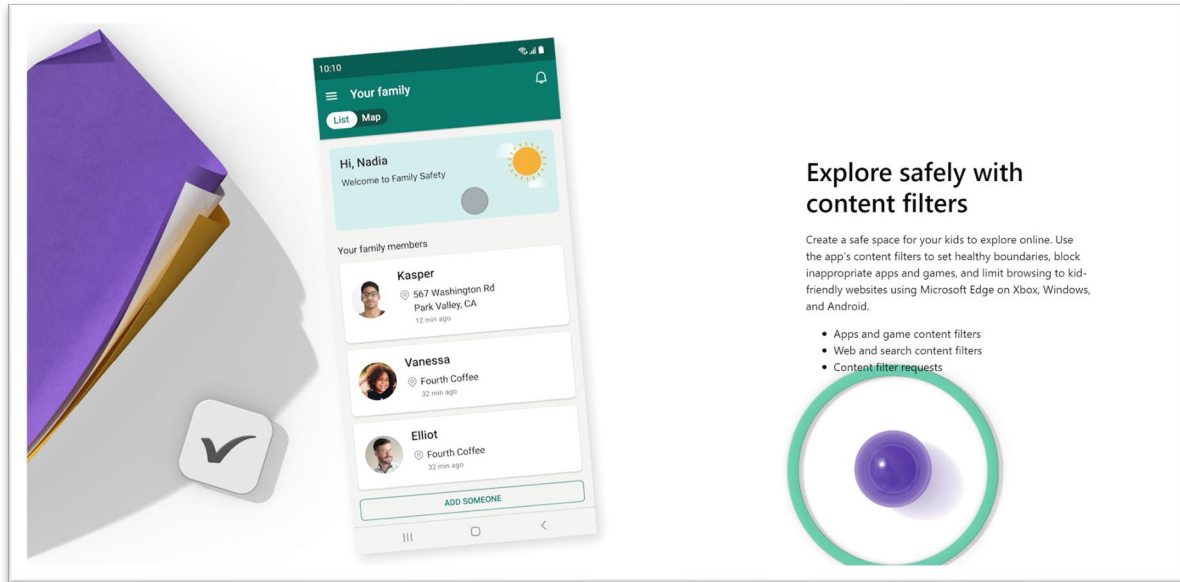 10:10
Your family
List Map
Hi, Nadia
Welcome to Family Safety
Your family members
Kasper
567 Washington Rd
Park Valley, CA
12 min ago
Vanessa
Fourth Coffee
32 min ago
Elliot
Fourth Coffee
32 min ago
ADD SOMEONE
Explore safely with
content filters
Create a safe space for your kids to explore online. Use
the app's content filters to set healthy boundaries, block
inappropriate apps and games, and limit browsing to kid-
friendly websites using Microsoft Edge on Xbox, Windows,
and Android.
• Apps and game content filters
• Web and search content filters
• Content filter requests